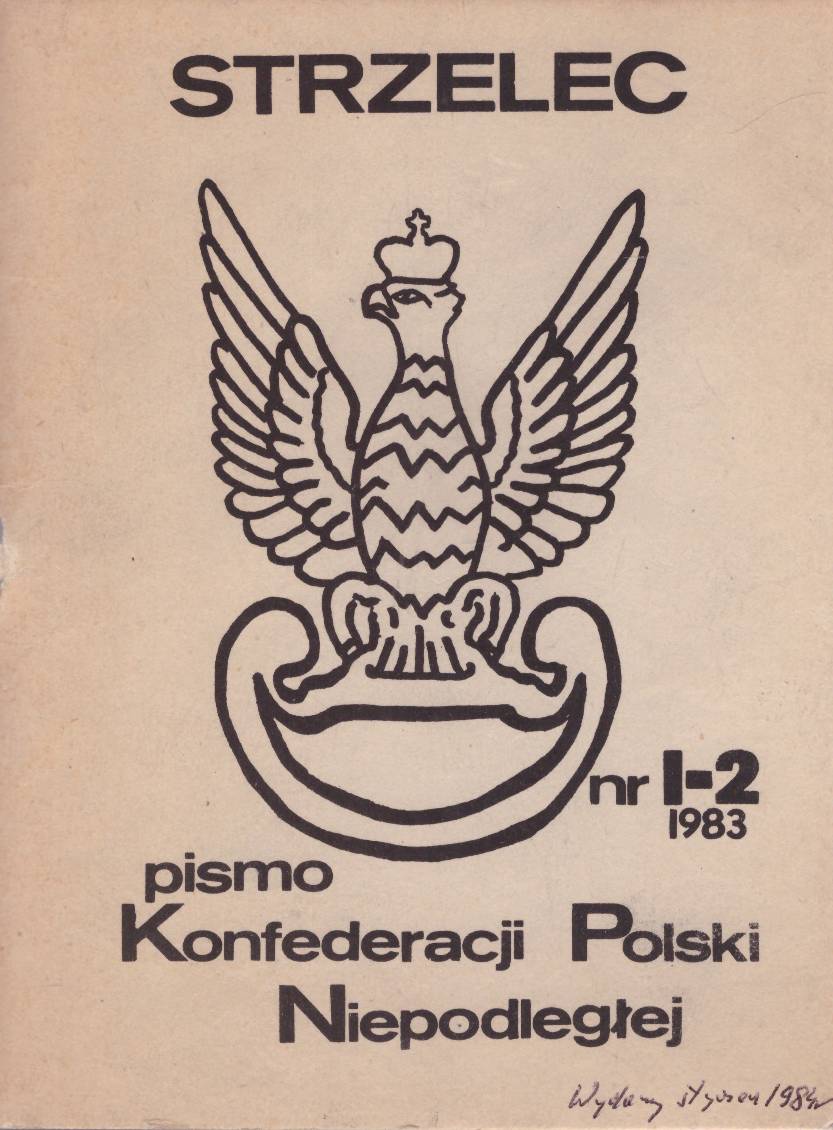 STRZELEC
nr 1-2
1983
pismo
Konfederacji Polski
Niepodległej
Wydany styczeń 1984